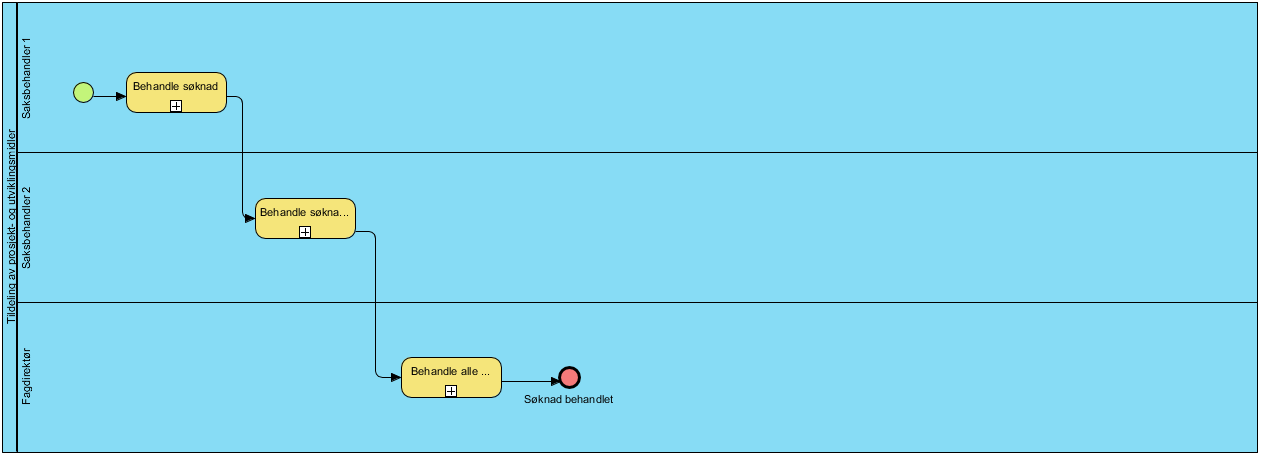 Tildeling av prosjekt- og utviklingsmidler
Saksbehandler 1
Behandle søknad
Saksbehandler 2
Behandle søkna...
Fagdirektør
Behandle alle ...
Søknad behandlet